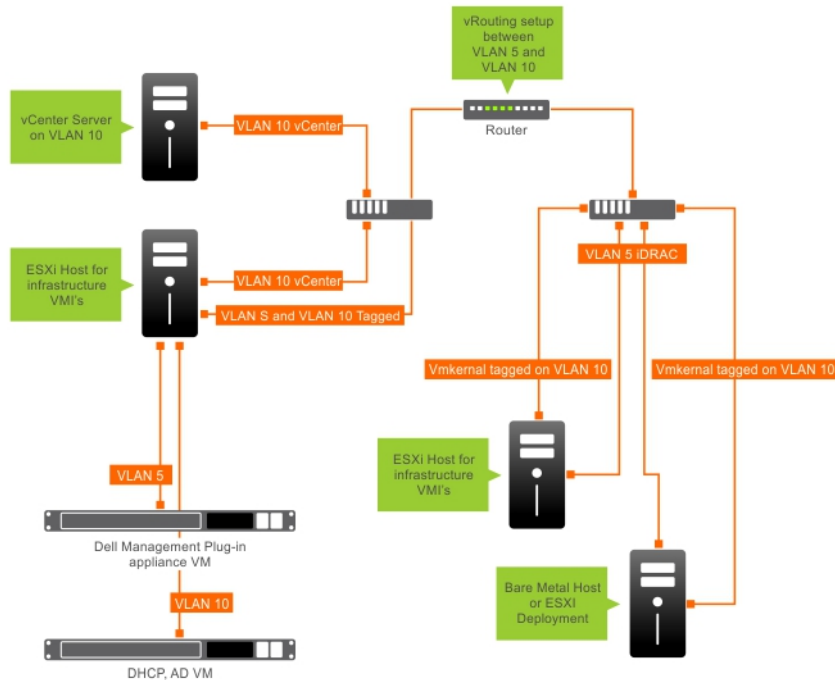 vRouting setup
between
VLAN 5 and
VLAN 10
vCenter Server
on VLAN 10
VLAN 10 vCenter
Router
ESXi Host for
infrastructure
VMI's
VLAN 10 vCenter
VLAN 5 iDRAC
VLAN S and VLAN 10 Tagged
Vmkernal tagged on VLAN 10
Vmkernal tagged on VLAN 10
ESXi Host for
infrastructure
VMI's
VLAN 5
Dell Management Plug-in
appliance VM
VLAN 10
Bare Metal Host
or ESXI
Deployment
DHCP, AD VM